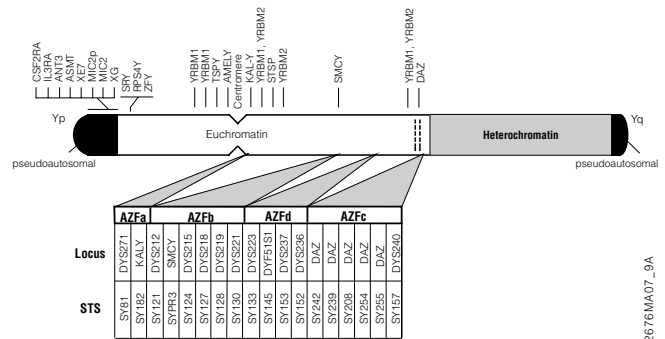 CSF2RA
IL3RA
ANT3
ASMT
XE7
MIC2p
MIC2
XG
SRY
RPS4Y
ZFY
YRBM1
YRBM1
TSPY
AMELY
Centromere
KAL-Y
YRBM1, YRBM2
STSP
YRBM2
SMCY
YRBM1, YRBM2
DAZ
Yp
Yq
Euchromatin
Heterochromatin
pseudoautosomal
pseudoautosomal
AZFa AZFb AZFd AZFc
Locus DYS271 KALY DYS212 SMCY DYS215 DYS218 DYS219 DYS221 DYS223 DYF51S1 DYS237 DYS236 DAZ DAZ DAZ DAZ DAZ DYS240
STS SY81 SY182 SY121 SYPR3 SY124 SY127 SY128 SY130 SY133 SY145 SY153 SY152 SY242 SY239 SY208 SY254 SY255 SY157
2676MA07_9A